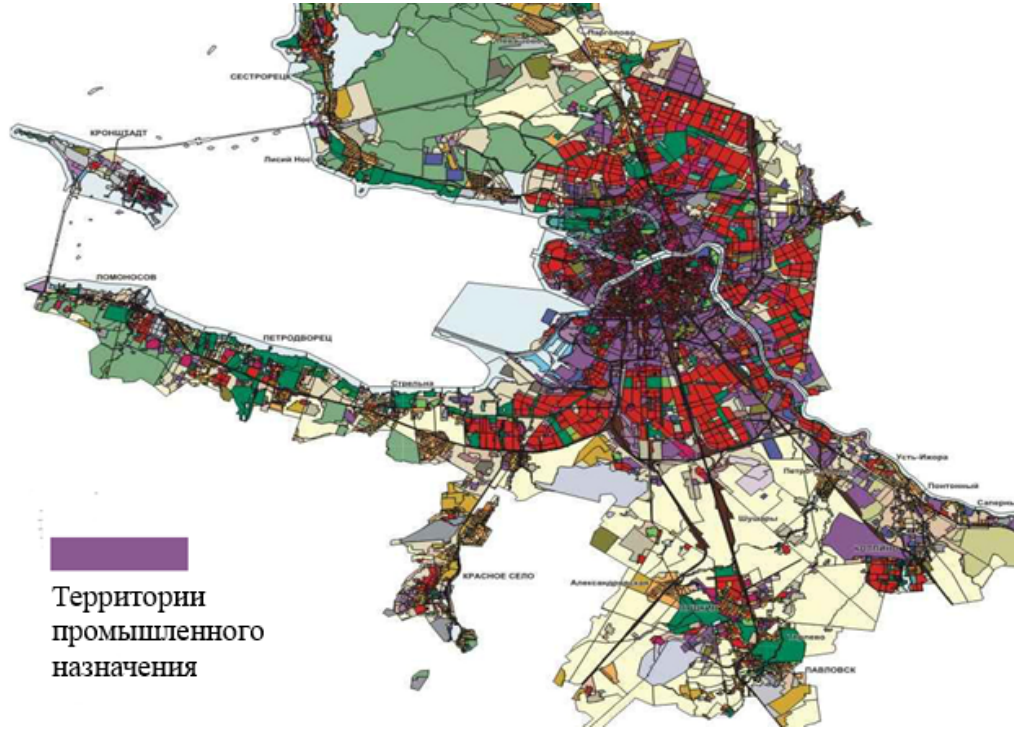 Парголово
СЕСТРОРЕЦК
КРОНШТАДТ
Лисий Нос
ЛОМОНОСОВ
ПЕТРОДВОРЕЦ
Стрельна
Усть-Ижора
Понтонный
Шушары
КОЛПИНО
КРАСНОЕ СЕЛО
Александровская
ПАВЛОВСК
Территории
промышленного
назначения